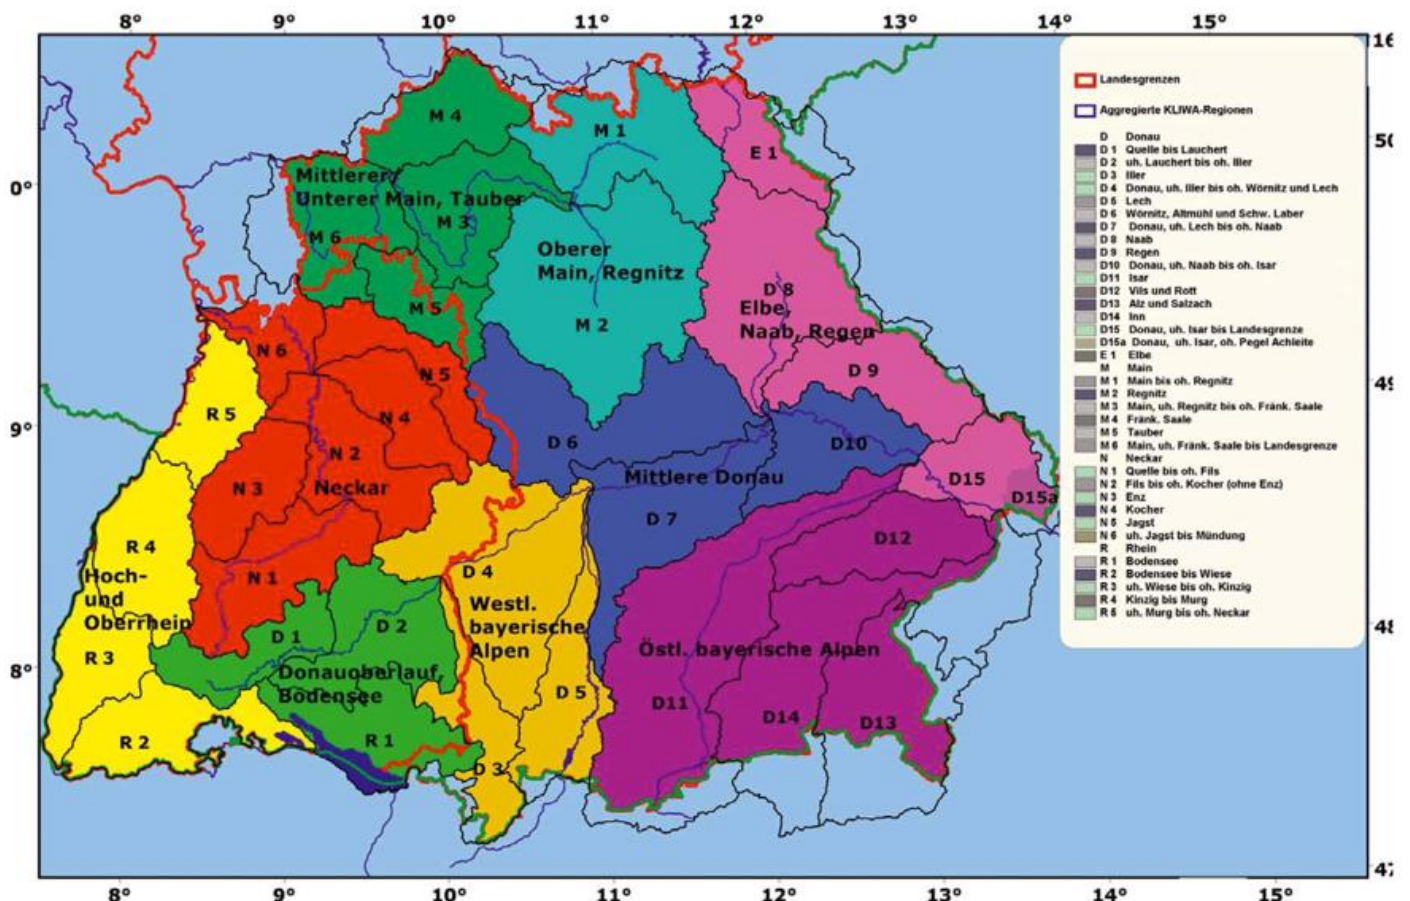 8° 9° 10° 11° 12° 13° 14° 15°
16
Landesgrenzen
Aggregierte KLIWA-Regionen
D Donau
D 1 Quelle bis Lauchert
D 2 uh. Lauchert bis oh. Iller
D 3 Iller
D 4 Donau, uh. Iller bis oh. Wörnitz und Lech
D 5 Lech
D 6 Wörnitz, Altmühl und Schw. Laber
D 7 Donau, uh. Lech bis oh. Naab
D 8 Naab
D 9 Regen
D10 Donau, uh. Naab bis oh. Isar
D11 Isar
D12 Vils und Rott
D13 Alz und Salzach
D14 Inn
D15 Donau, uh. Isar bis Landesgrenze
D15a Donau, uh. Isar, oh. Pegel Achleite
E 1 Elbe
M Main
M 1 Main bis oh. Regnitz
M 2 Regnitz
M 3 Main, uh. Regnitz bis oh. Fränk. Saale
M 4 Fränk. Saale
M 5 Tauber
M 6 Main, uh. Fränk. Saale bis Landesgrenze
N Neckar
N 1 Quelle bis oh. Fils
N 2 Fils bis oh. Kocher (ohne Enz)
N 3 Enz
N 4 Kocher
N 5 Jagst
N 6 uh. Jagst bis Mündung
R Rhein
R 1 Bodensee
R 2 Bodensee bis Wiese
R 3 uh. Wiese bis oh. Kinzig
R 4 Kinzig bis Murg
R 5 uh. Murg bis oh. Neckar
M 4
M 1
E 1
Mittlerer/
Unterer Main, Tauber
M 3
M 6
Oberer
Main, Regnitz
M 5
M 2
D 8
Elbe,
Naab, Regen
N 6
N 5
D 9
R 5
N 4
N 2
D 6
D10
N 3
Neckar
Mittlere Donau
D15
D15a
D 7
R 4
D12
Hoch-
und
Oberrhein
N 1
D 4
Westl.
bayerische
Alpen
D 1
D 2
R 3
Östl. bayerische Alpen
Donauoberlauf,
Bodensee
D 5
D11
D14
D13
R 2
R 1
D 3
0°
9°
8°
50
49
48
47
8° 9° 10° 11° 12° 13° 14° 15°